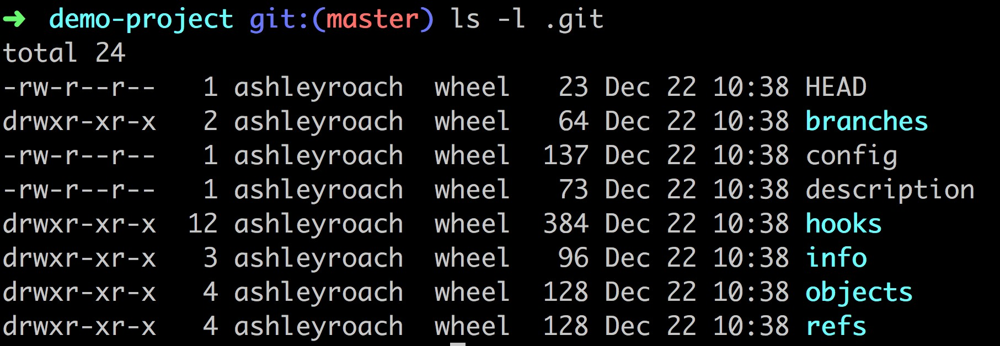 ➜  demo-project git:(master) ls -l .git
total 24
-rw-r--r--   1 ashleyroach  wheel   23 Dec 22 10:38 HEAD
drwxr-xr-x   2 ashleyroach  wheel   64 Dec 22 10:38 branches
-rw-r--r--   1 ashleyroach  wheel  137 Dec 22 10:38 config
-rw-r--r--   1 ashleyroach  wheel   73 Dec 22 10:38 description
drwxr-xr-x  12 ashleyroach  wheel  384 Dec 22 10:38 hooks
drwxr-xr-x   3 ashleyroach  wheel   96 Dec 22 10:38 info
drwxr-xr-x   4 ashleyroach  wheel  128 Dec 22 10:38 objects
drwxr-xr-x   4 ashleyroach  wheel  128 Dec 22 10:38 refs